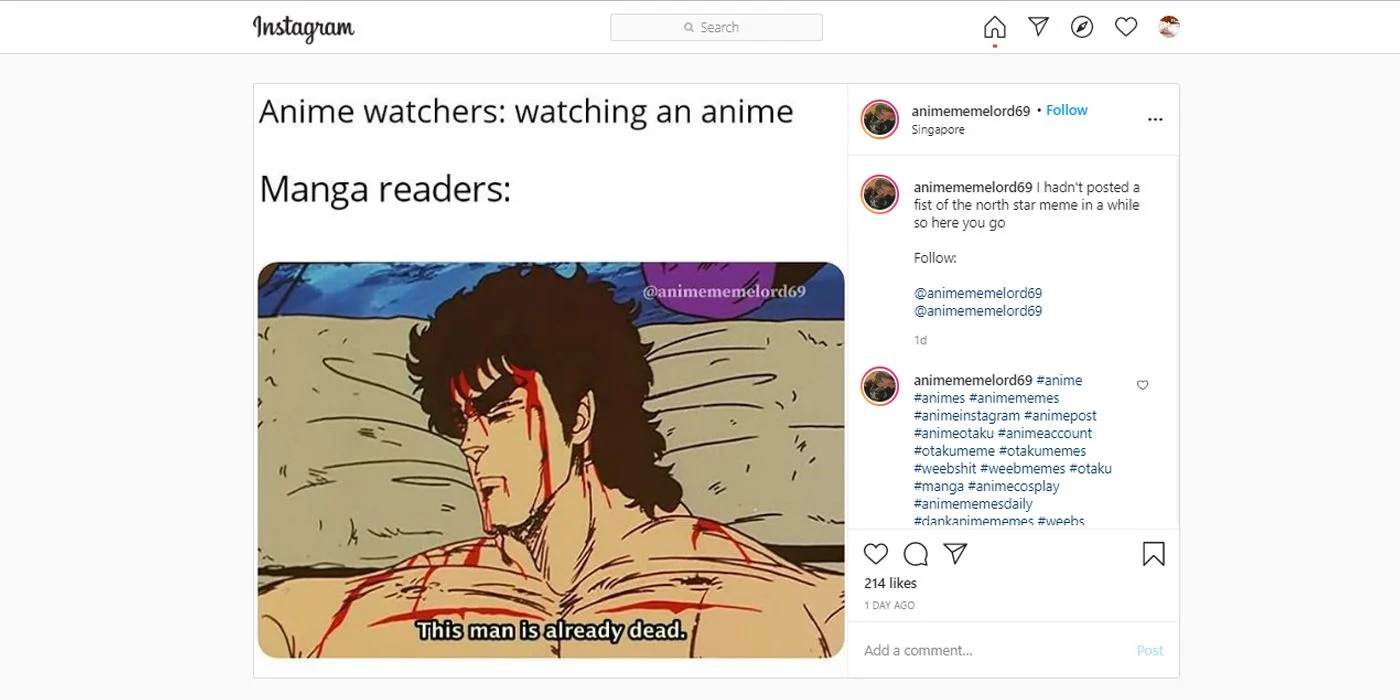 Instagram
Search
Anime watchers: watching an anime
Manga readers:
@animememelord69
This man is already dead.
animememelord69 • Follow
Singapore
animememelord69 I hadn't posted a
fist of the north star meme in a while
so here you go
Follow:
@animememelord69
@animememelord69
1d
animememelord69 #anime
#animes #animememes
#animeinstagram #animepost
#animeotaku #animeaccount
#otakumeme #otakumemes
#weebshit #weebmemes #otaku
#manga #animecosplay
#animememesdaily
#dankanimememes #weebs
214 likes
1 DAY AGO
Add a comment...
Post